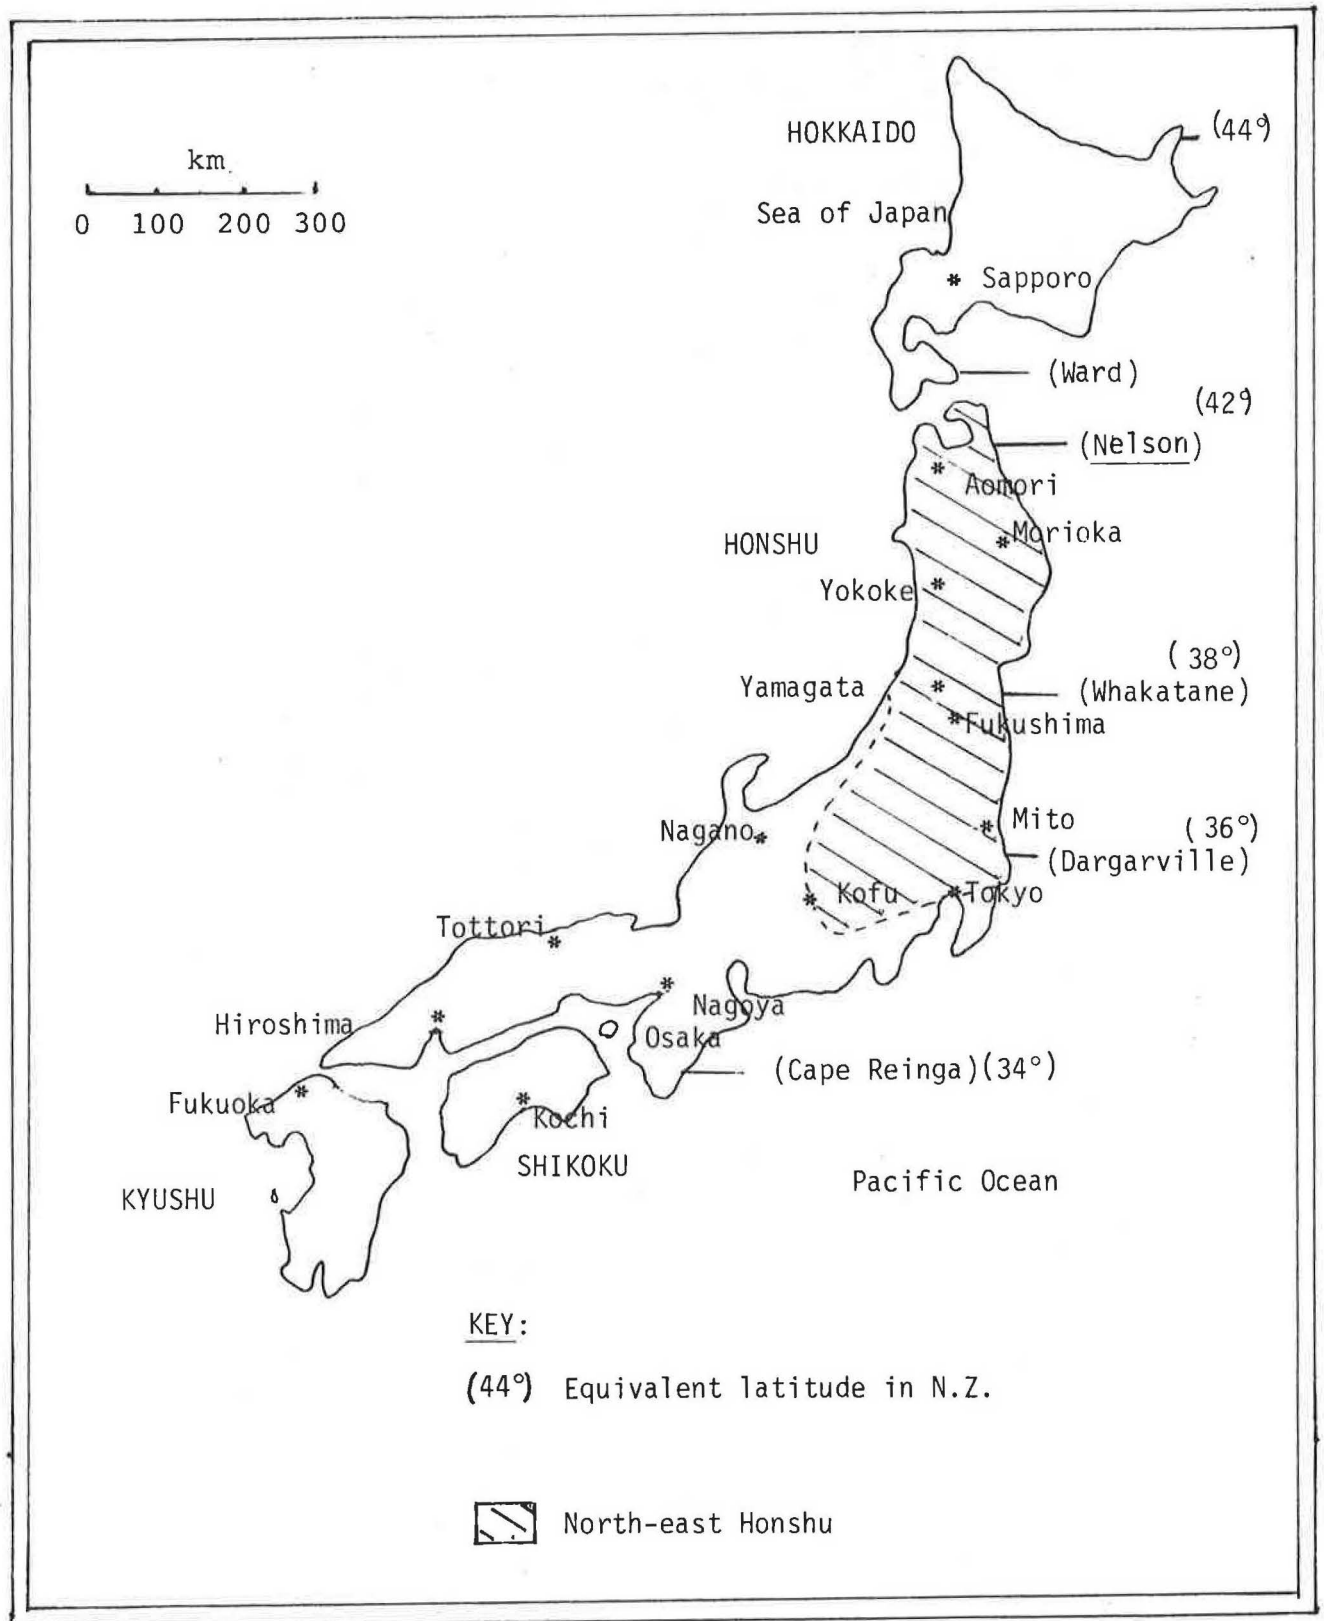 HOKKAIDO
(44°)
km
0 100 200 300
Sea of Japan
Sapporo
(Ward)
(42°)
(Nelson)
Aomori
Morioka
HONSHU
Yokoke
(38°)
Yamagata
(Whakatane)
Fukushima
Mito
(36°)
Nagano
(Dargarville)
Kofu
Tokyo
Tottori
Nagoya
Hiroshima
Osaka
(Cape Reinga)(34°)
Fukuoka
Kochi
SHIKOKU
Pacific Ocean
KYUSHU
KEY:
(44°) Equivalent latitude in N.Z.
North-east Honshu